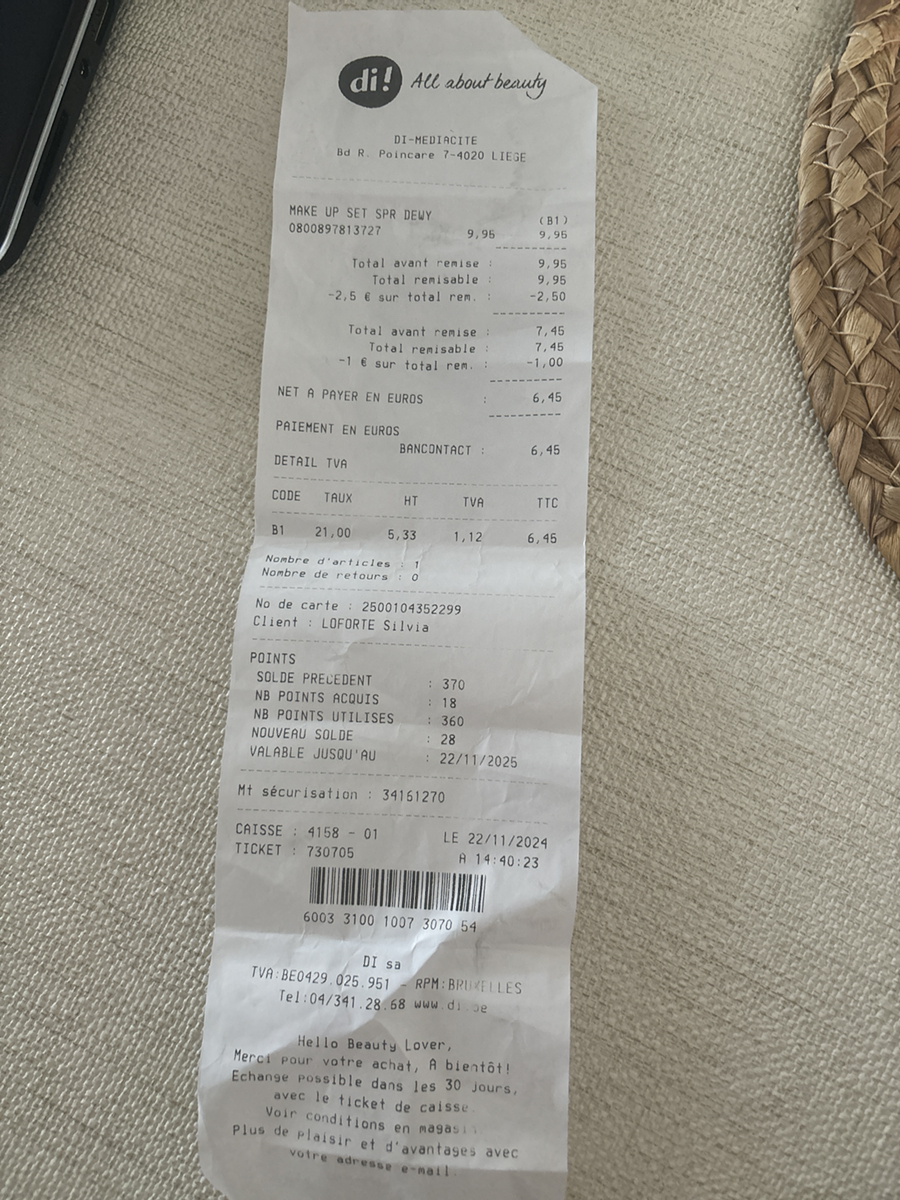 di! All about beauty
DI-MEDIACITE
Bd R. Poincare 7-4020 LIEGE
MAKE UP SET SPR DEWY (B1)
0800897813727 9,95 9,95
Total avant remise : 9,95
Total remisable : 9,95
-2,5 € sur total rem. : -2,50
Total avant remise : 7,45
Total remisable : 7,45
-1 € sur total rem. : -1,00
NET A PAYER EN EUROS : 6,45
PAIEMENT EN EUROS
BANCONTACT : 6,45
DETAIL TVA
CODE TAUX HT TVA TTC
B1 21,00 5,33 1,12 6,45
Nombre d'articles : 1
Nombre de retours : 0
No de carte : 2500104352299
Client : LOFORTE Silvia
POINTS
SOLDE PRECEDENT : 370
NB POINTS ACQUIS : 18
NB POINTS UTILISES : 360
NOUVEAU SOLDE : 28
VALABLE JUSQU'AU : 22/11/2025
Mt sécurisation : 34161270
CAISSE : 4158 - 01 LE 22/11/2024
TICKET : 730705 A 14:40:23
6003 3100 1007 3070 54
DI sa
TVA:BE0429.025.951 - RPM:BRUXELLES
Tel:04/341.28.68 www.di.be
Hello Beauty Lover,
Merci pour votre achat, A bientôt!
Echange possible dans les 30 jours,
avec le ticket de caisse.
Voir conditions en magasin
Plus de plaisir et d'avantages avec
votre adresse e-mail.